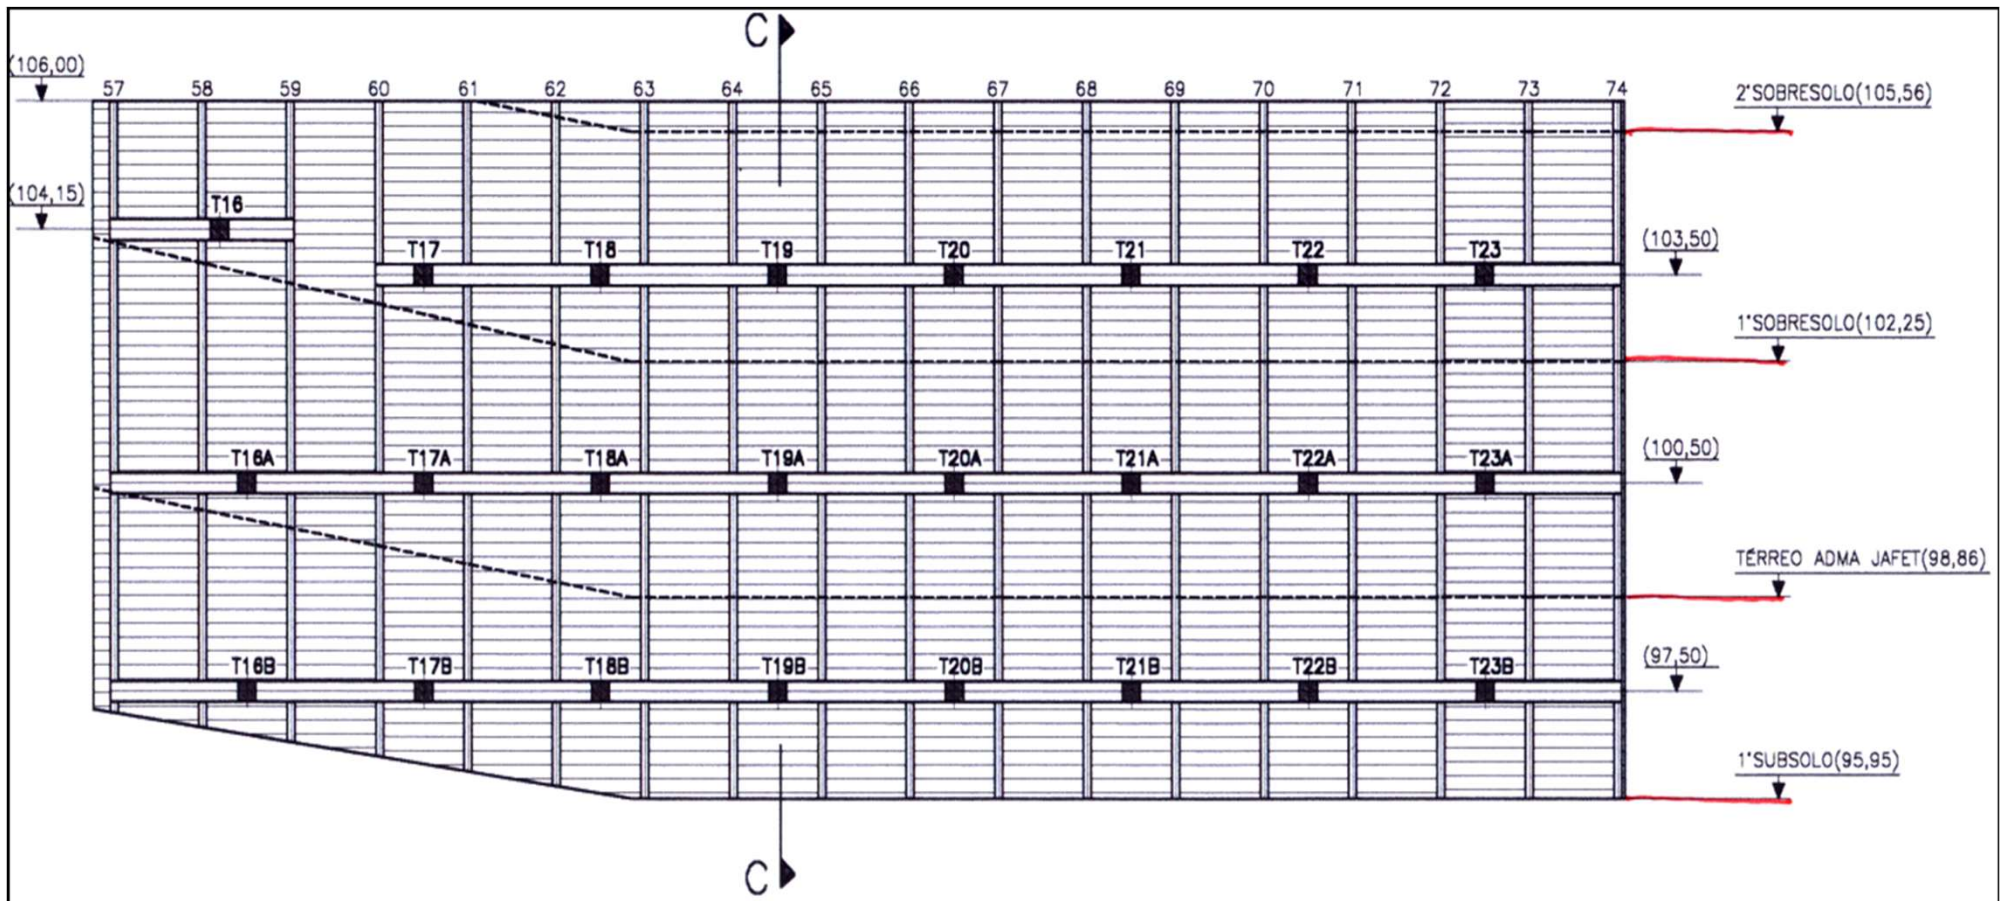 C
(106,00)
57 58 59 60 61 62 63 64 65 66 67 68 69 70 71 72 73 74
2°SOBRESOLO(105,56)
(104,15)
T16
T17 T18 T19 T20 T21 T22 T23
(103,50)
1°SOBRESOLO(102,25)
T16A T17A T18A T19A T20A T21A T22A T23A
(100,50)
TÉRREO ADMA JAFET(98,86)
T16B T17B T18B T19B T20B T21B T22B T23B
(97,50)
1°SUBSOLO(95,95)
C